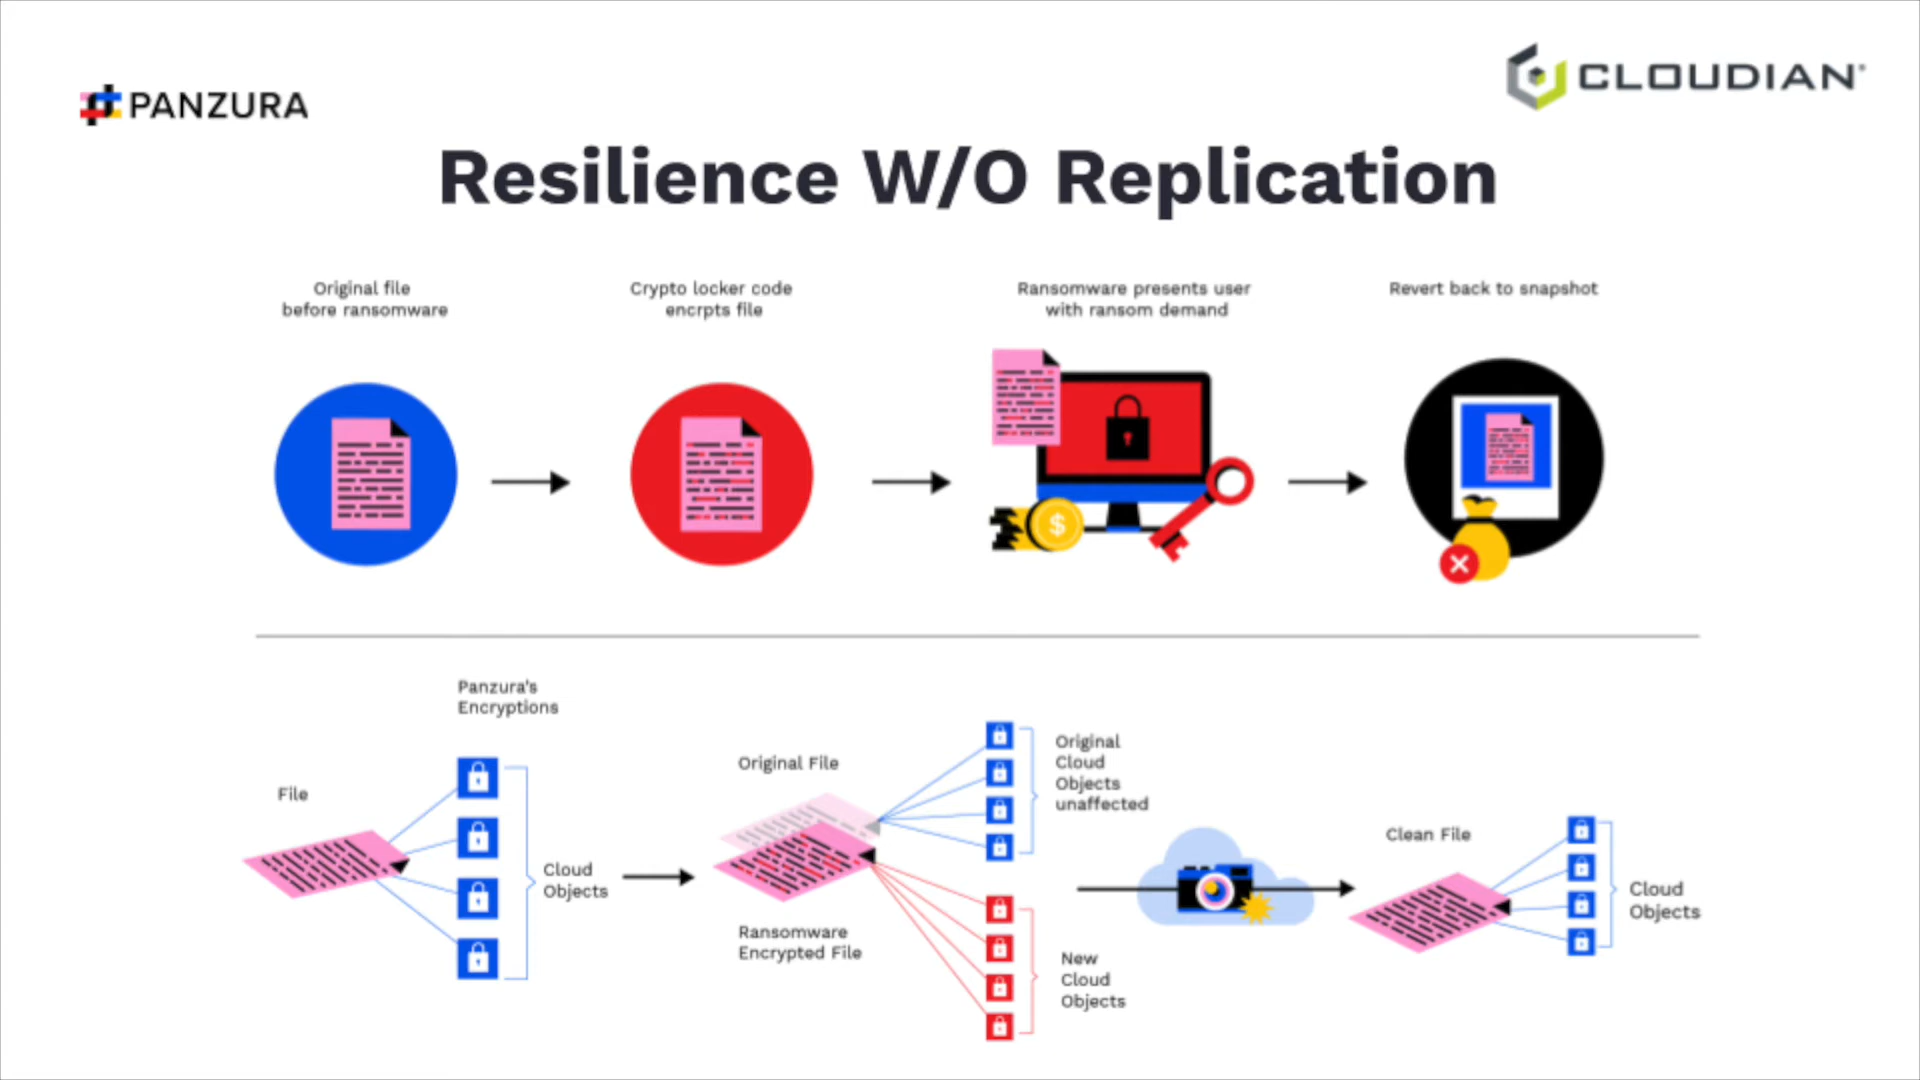 PANZURA
CLOUDIAN
Resilience W/O Replication
Original file
before ransomware
Crypto locker code
encrpts file
Ransomware presents user
with ransom demand
Revert back to snapshot
$
Panzura's
Encryptions
File
Cloud
Objects
Original File
Ransomware
Encrypted File
Original
Cloud
Objects
unaffected
New
Cloud
Objects
Clean File
Cloud
Objects